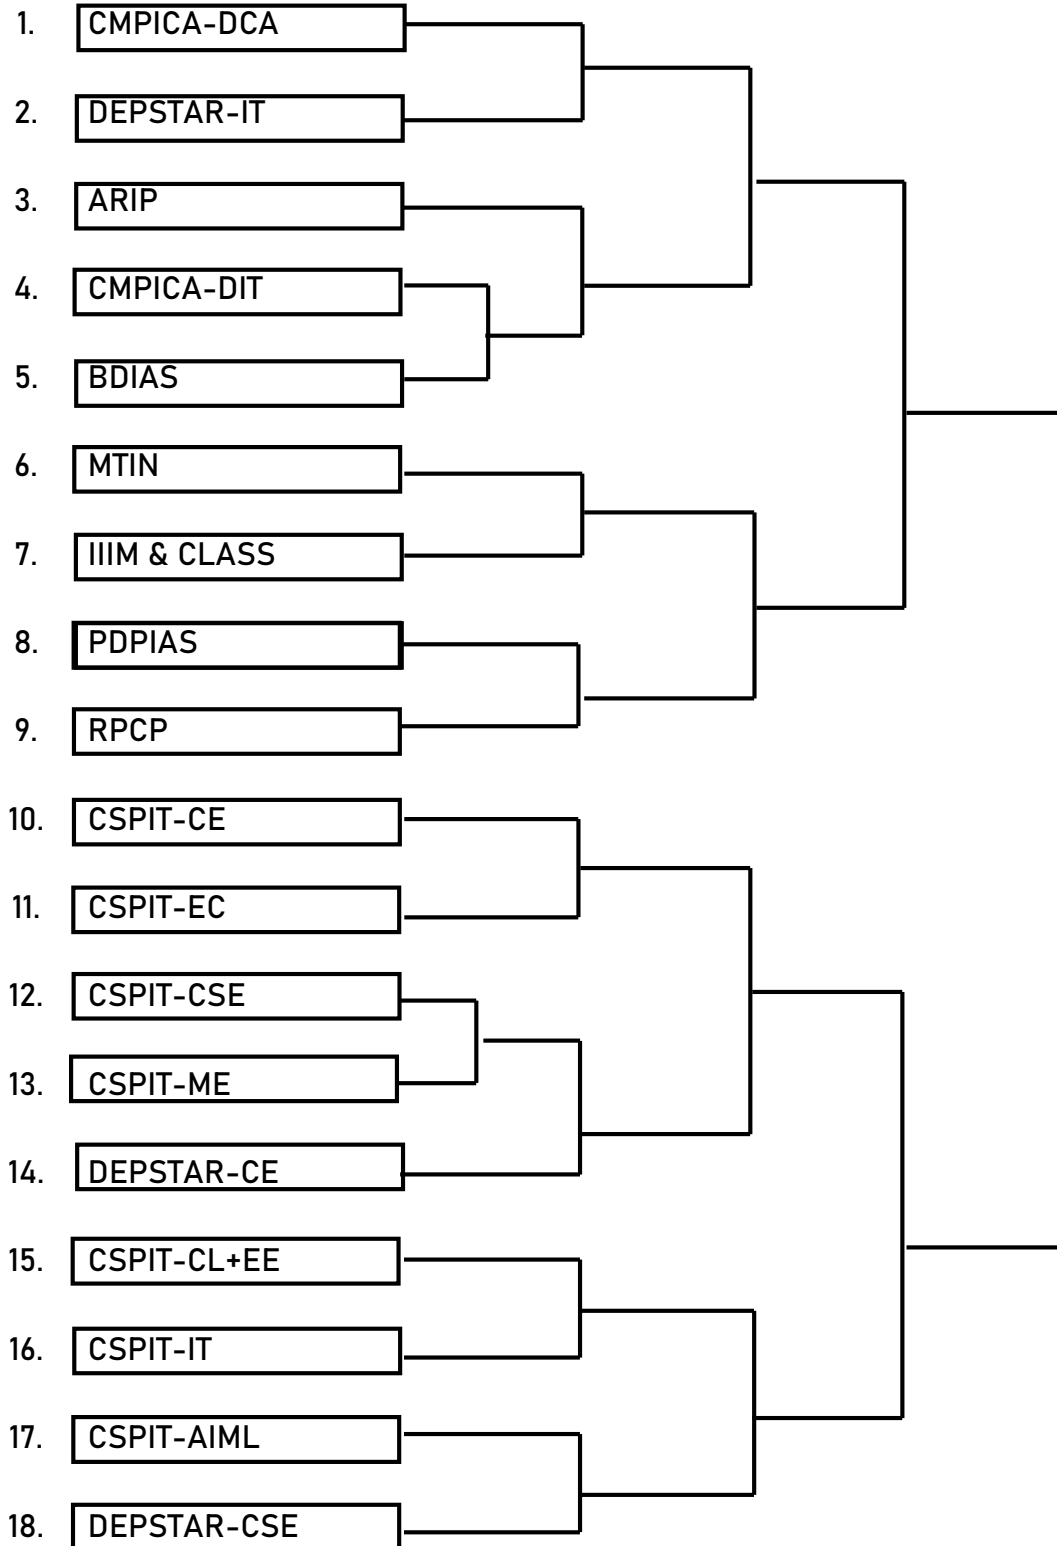 1. CMPICA-DCA
2. DEPSTAR-IT
3. ARIP
4. CMPICA-DIT
5. BDIAS
6. MTIN
7. IIIM & CLASS
8. PDPIAS
9. RPCP
10. CSPIT-CE
11. CSPIT-EC
12. CSPIT-CSE
13. CSPIT-ME
14. DEPSTAR-CE
15. CSPIT-CL+EE
16. CSPIT-IT
17. CSPIT-AIML
18. DEPSTAR-CSE